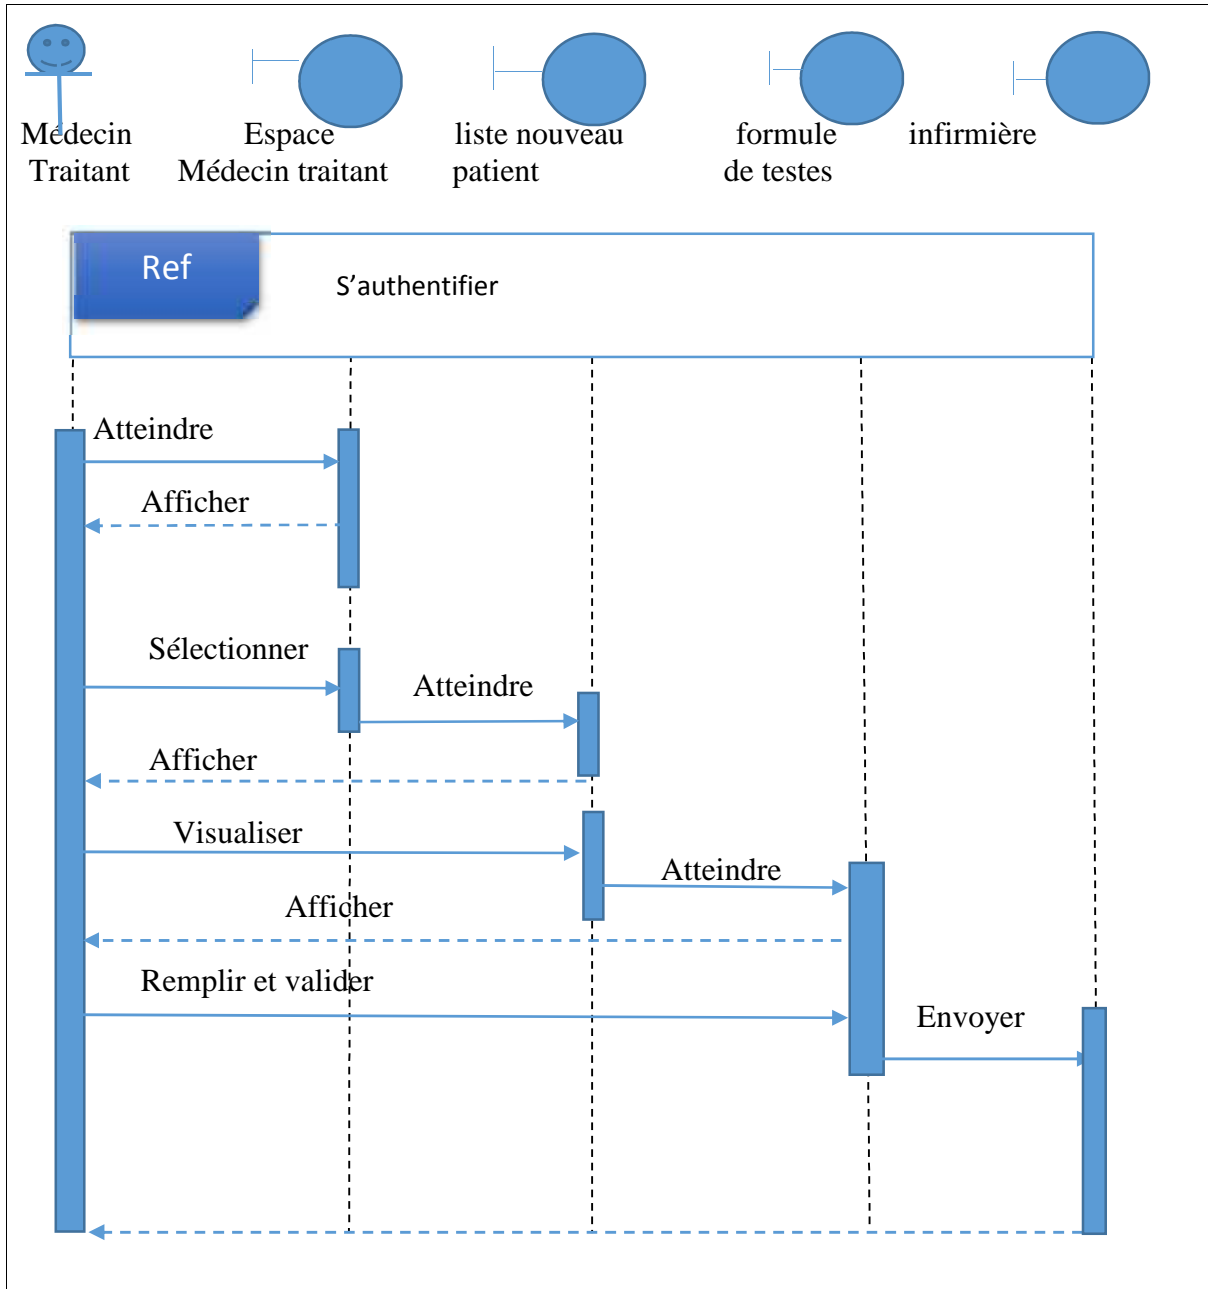 Médecin
Traitant
Espace
Médecin traitant
liste nouveau
patient
formule
de testes
infirmière
Ref
S’authentifier
Atteindre
Afficher
Sélectionner
Atteindre
Afficher
Visualiser
Atteindre
Afficher
Remplir et valider
Envoyer